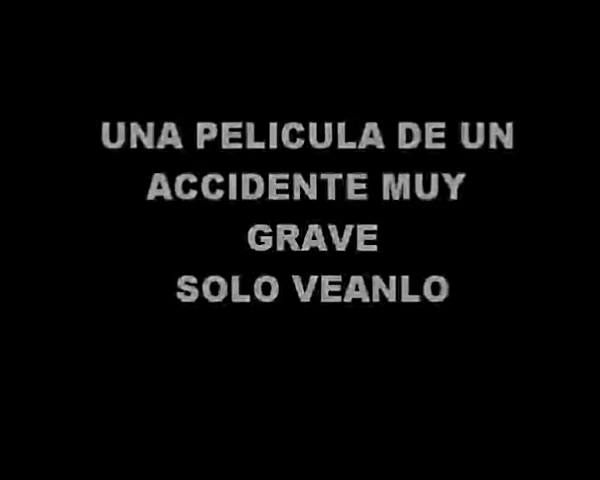 UNA PELICULA DE UN
ACCIDENTE MUY
GRAVE
SOLO VEANLO